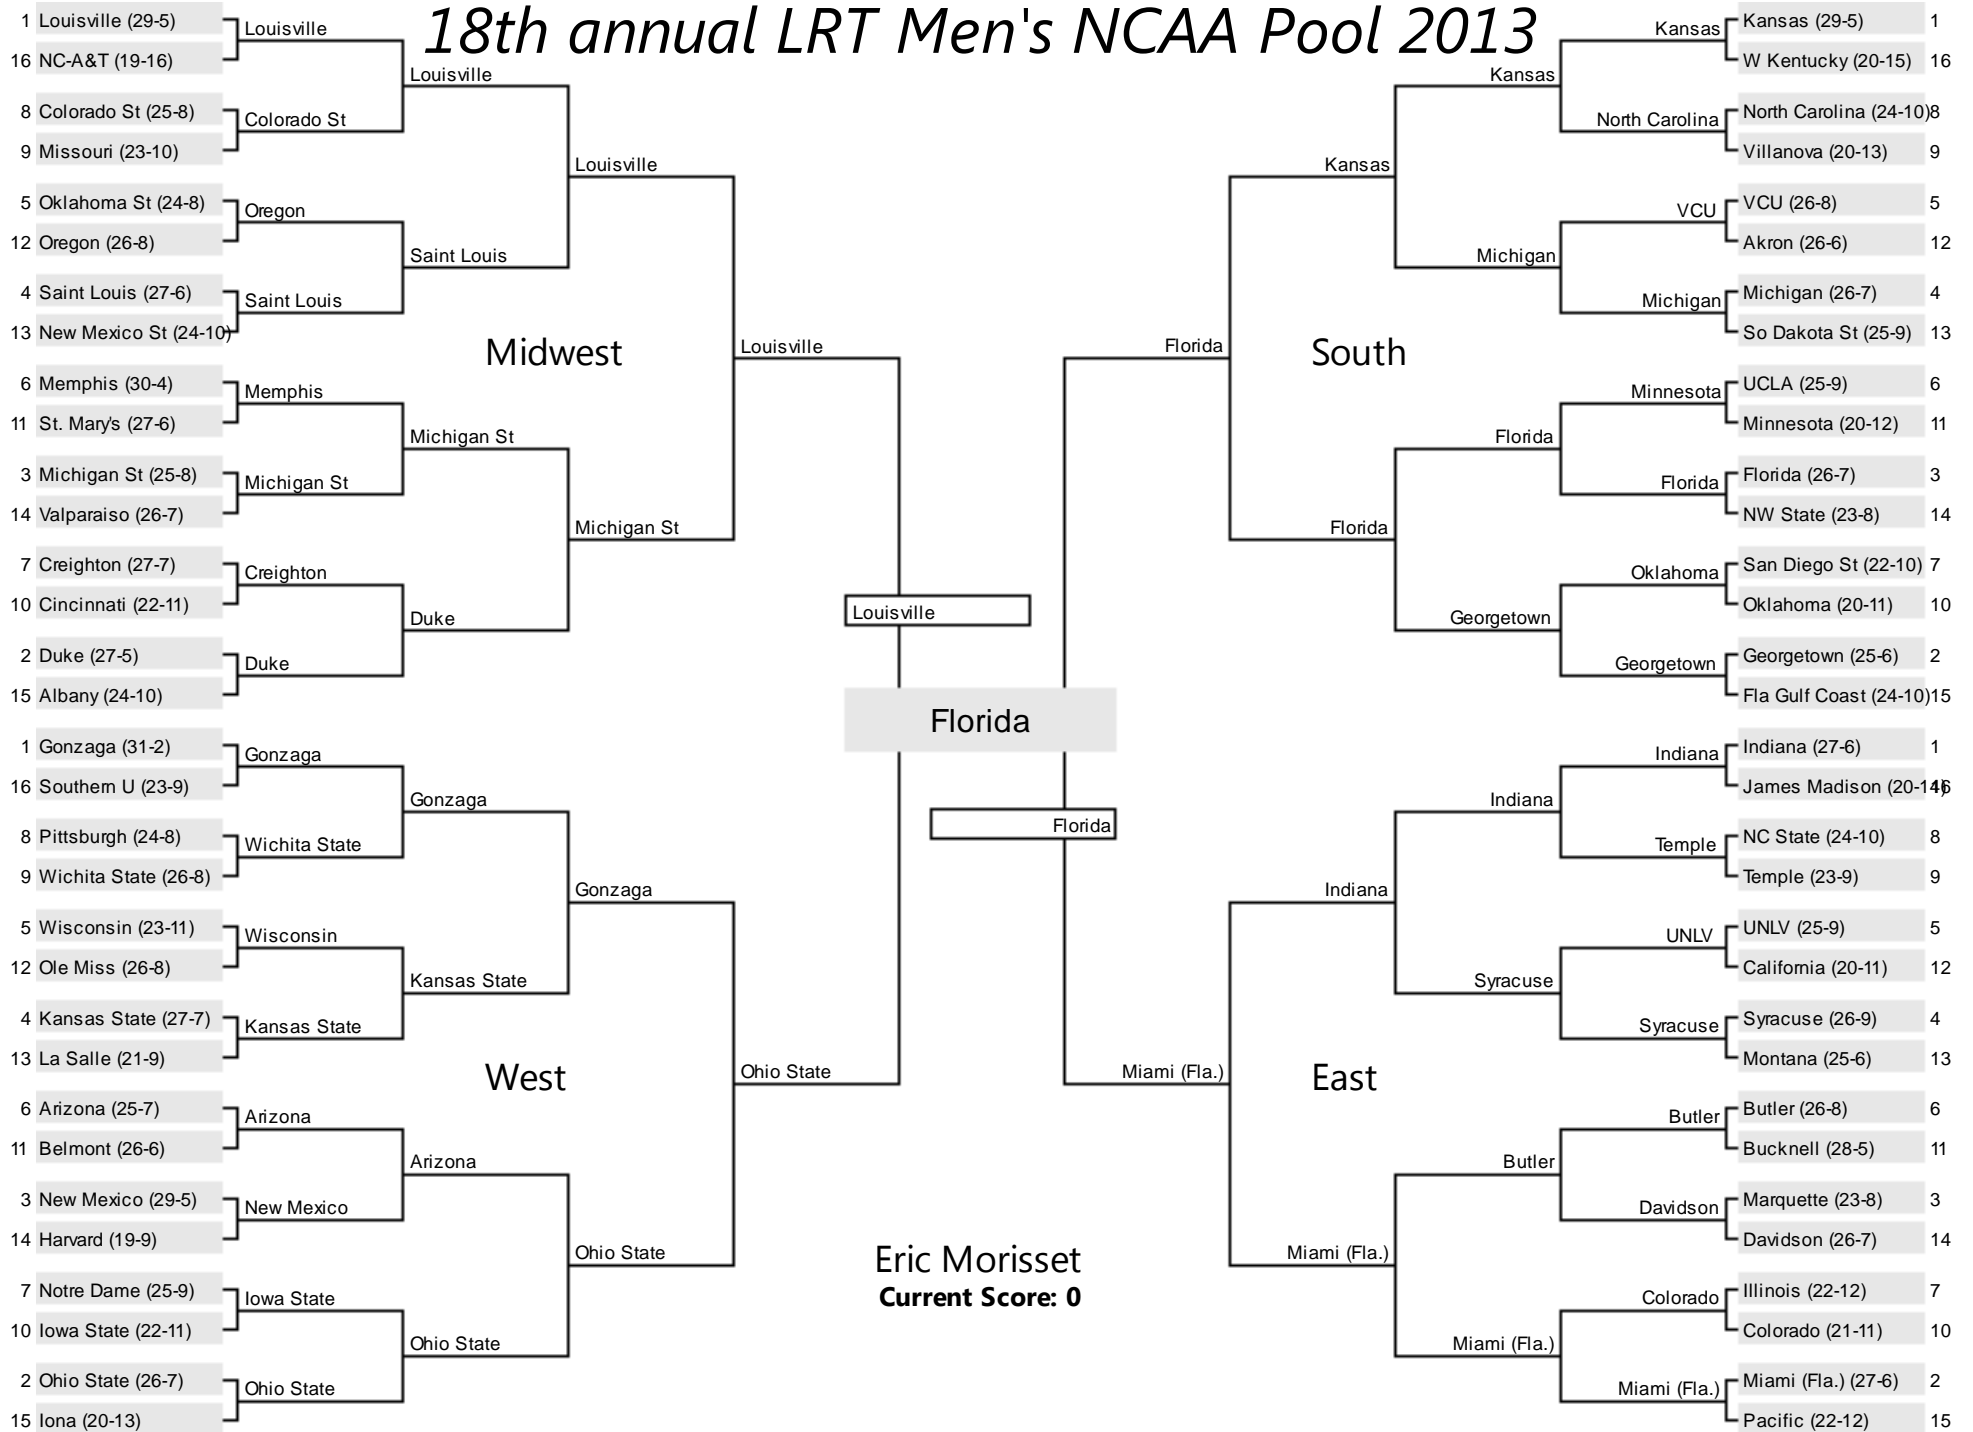 18th annual LRT Men's NCAA Pool 2013
1 Louisville (29-5)
16 NC-A&T (19-16)
8 Colorado St (25-8)
9 Missouri (23-10)
5 Oklahoma St (24-8)
12 Oregon (26-8)
4 Saint Louis (27-6)
13 New Mexico St (24-10)
6 Memphis (30-4)
11 St. Mary's (27-6)
3 Michigan St (25-8)
14 Valparaiso (26-7)
7 Creighton (27-7)
10 Cincinnati (22-11)
2 Duke (27-5)
15 Albany (24-10)
Louisville
Colorado St
Oregon
Saint Louis
Memphis
Michigan St
Creighton
Duke
Louisville
Saint Louis
Michigan St
Duke
Louisville
Michigan St
Louisville
Midwest
1 Gonzaga (31-2)
16 Southern U (23-9)
8 Pittsburgh (24-8)
9 Wichita State (26-8)
5 Wisconsin (23-11)
12 Ole Miss (26-8)
4 Kansas State (27-7)
13 La Salle (21-9)
6 Arizona (25-7)
11 Belmont (26-6)
3 New Mexico (29-5)
14 Harvard (19-9)
7 Notre Dame (25-9)
10 Iowa State (22-11)
2 Ohio State (26-7)
15 Iona (20-13)
Gonzaga
Wichita State
Wisconsin
Kansas State
Arizona
New Mexico
Iowa State
Ohio State
Gonzaga
Kansas State
Arizona
Ohio State
Gonzaga
Ohio State
Ohio State
West
Louisville
Florida
Florida
Eric Morisset
Current Score: 0
Kansas (29-5) 1
W Kentucky (20-15) 16
North Carolina (24-10) 8
Villanova (20-13) 9
VCU (26-8) 5
Akron (26-6) 12
Michigan (26-7) 4
So Dakota St (25-9) 13
UCLA (25-9) 6
Minnesota (20-12) 11
Florida (26-7) 3
NW State (23-8) 14
San Diego St (22-10) 7
Oklahoma (20-11) 10
Georgetown (25-6) 2
Fla Gulf Coast (24-10) 15
Kansas
North Carolina
VCU
Michigan
Minnesota
Florida
Oklahoma
Georgetown
Kansas
Michigan
Florida
Georgetown
Kansas
Florida
Florida
South
Indiana (27-6) 1
James Madison (20-14) 16
NC State (24-10) 8
Temple (23-9) 9
UNLV (25-9) 5
California (20-11) 12
Syracuse (26-9) 4
Montana (25-6) 13
Butler (26-8) 6
Bucknell (28-5) 11
Marquette (23-8) 3
Davidson (26-7) 14
Illinois (22-12) 7
Colorado (21-11) 10
Miami (Fla.) (27-6) 2
Pacific (22-12) 15
Indiana
Temple
UNLV
Syracuse
Butler
Davidson
Colorado
Miami (Fla.)
Indiana
Syracuse
Butler
Miami (Fla.)
Indiana
Miami (Fla.)
Miami (Fla.)
East